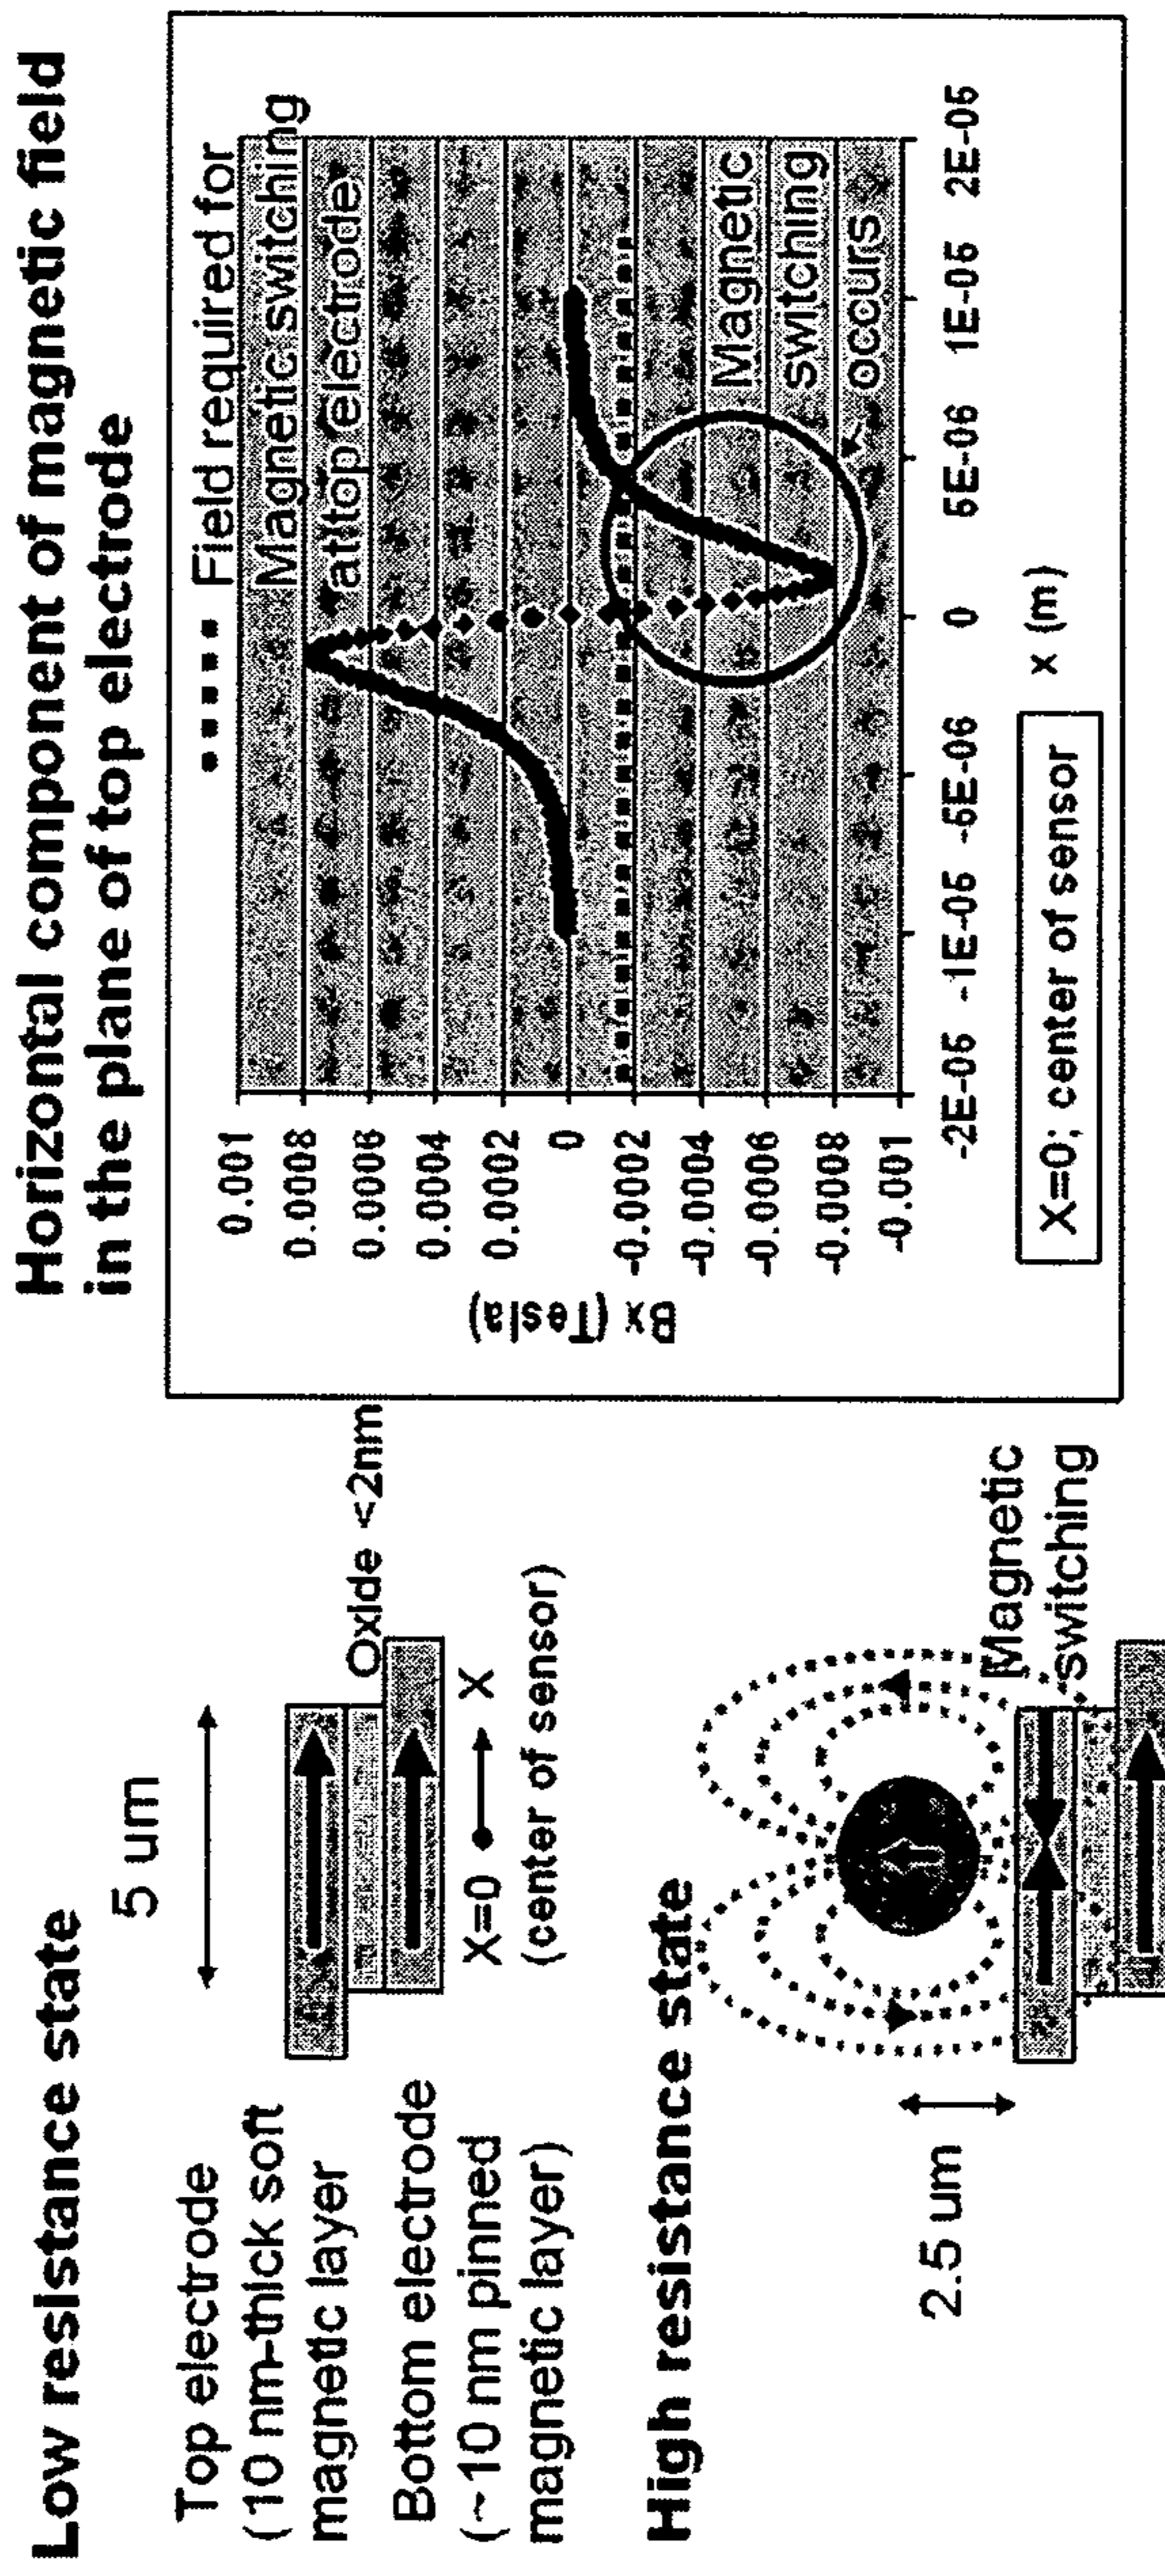 Low resistance state
5 um
Top electrode
(10 nm-thick soft
magnetic layer
Oxide <2nm
Bottom electrode
(~10 nm pinned
magnetic layer)
X=0 X
(center of sensor)
High resistance state
2.5 um
Magnetic
switching
Horizontal component of magnetic field
in the plane of top electrode
Field required for
Magnetic switching
at top electrode
Bx (Tesla)
0.001
0.0008
0.0006
0.0004
0.0002
0
-0.0002
-0.0004
-0.0006
-0.0008
-0.001
Magnetic
switching
occurs
-2E-05 -1E-05 -5E-06 0 5E-06 1E-05 2E-05
x (m)
X=0; center of sensor